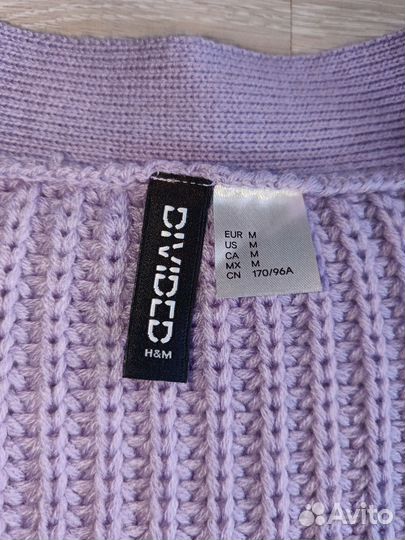 DIVIDED
H&M
EUR M
US M
CA M
MX M
CN 170/96A
Avito